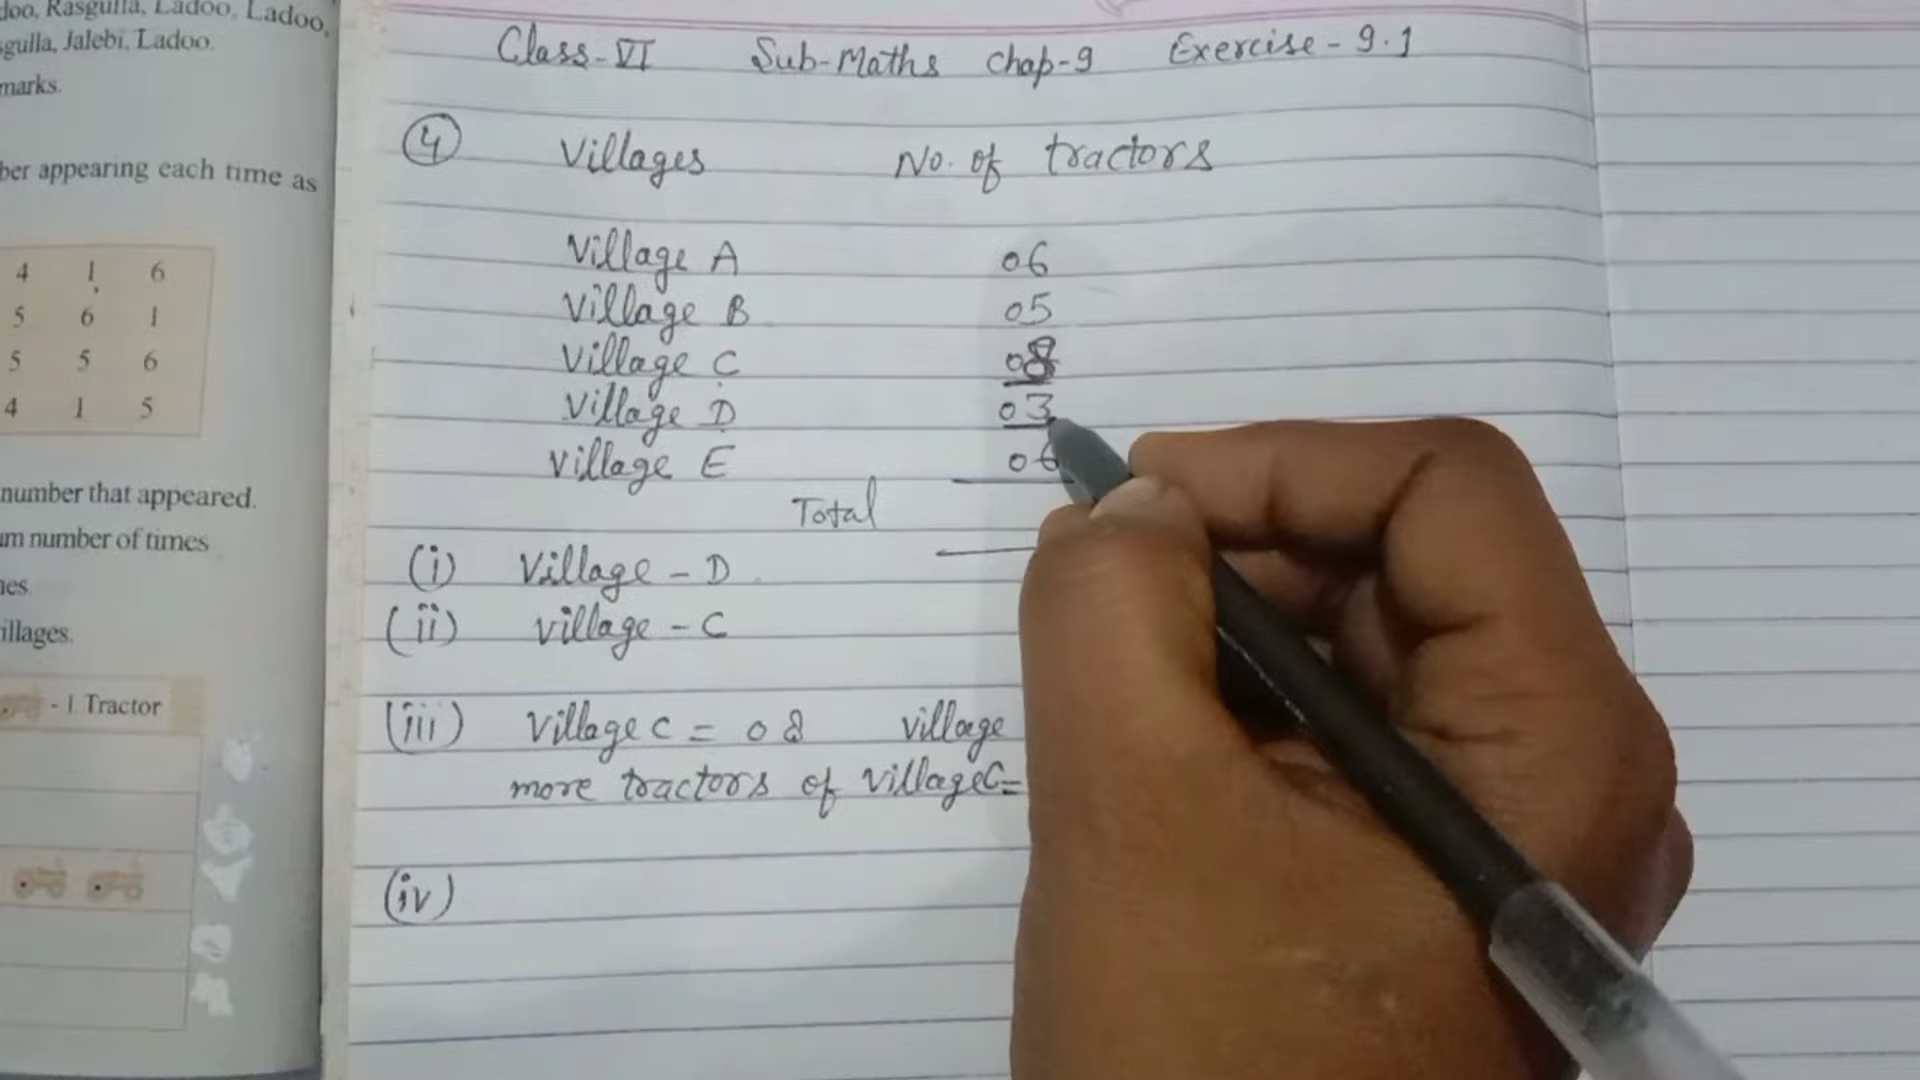 doo, Rasgulla, Ladoo, Ladoo,
gulla, Jalebi, Ladoo.
marks.
ber appearing each time as
4 1 6
5 6 1
5 5 6
4 1 5
number that appeared.
um number of times
illages.
- 1 Tractor
Class-VI Sub-Maths Chap-9 Exercise-9.1
(4) Villages No. of tractors
Village A 06
Village B 05
Village C 08
Village D 03
Village E 06
Total
(i) Village - D
(ii) Village - C
(iii) Village C = 08 Village
more tractors of Village C =
(iv)